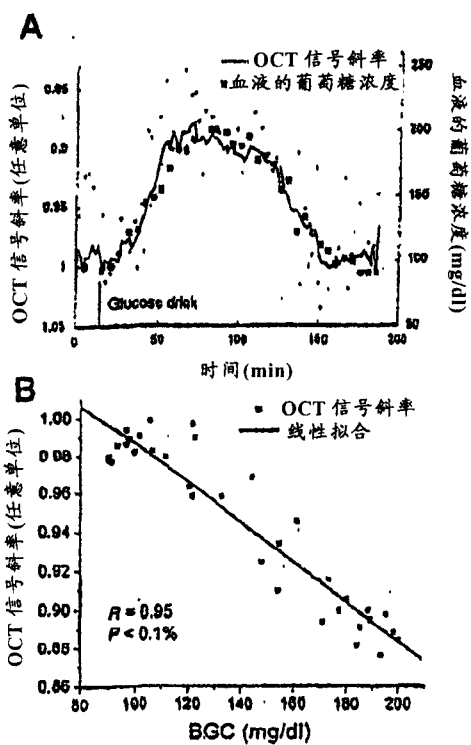 A
OCT 信号斜率
血液的葡萄糖浓度
OCT 信号斜率(任意单位)
血液的葡萄糖浓度
(mg/dl)
0.9
1
1.05
250
200
150
100
50
Glucose drink
0 50 100 150 200
时间(min)
B
OCT 信号斜率
线性拟合
OCT 信号斜率(任意单位)
1.00
0.98
0.96
0.94
0.92
0.90
0.88
0.86
R = 0.95
P < 0.1%
80 100 120 140 160 180 200
BGC (mg/dl)